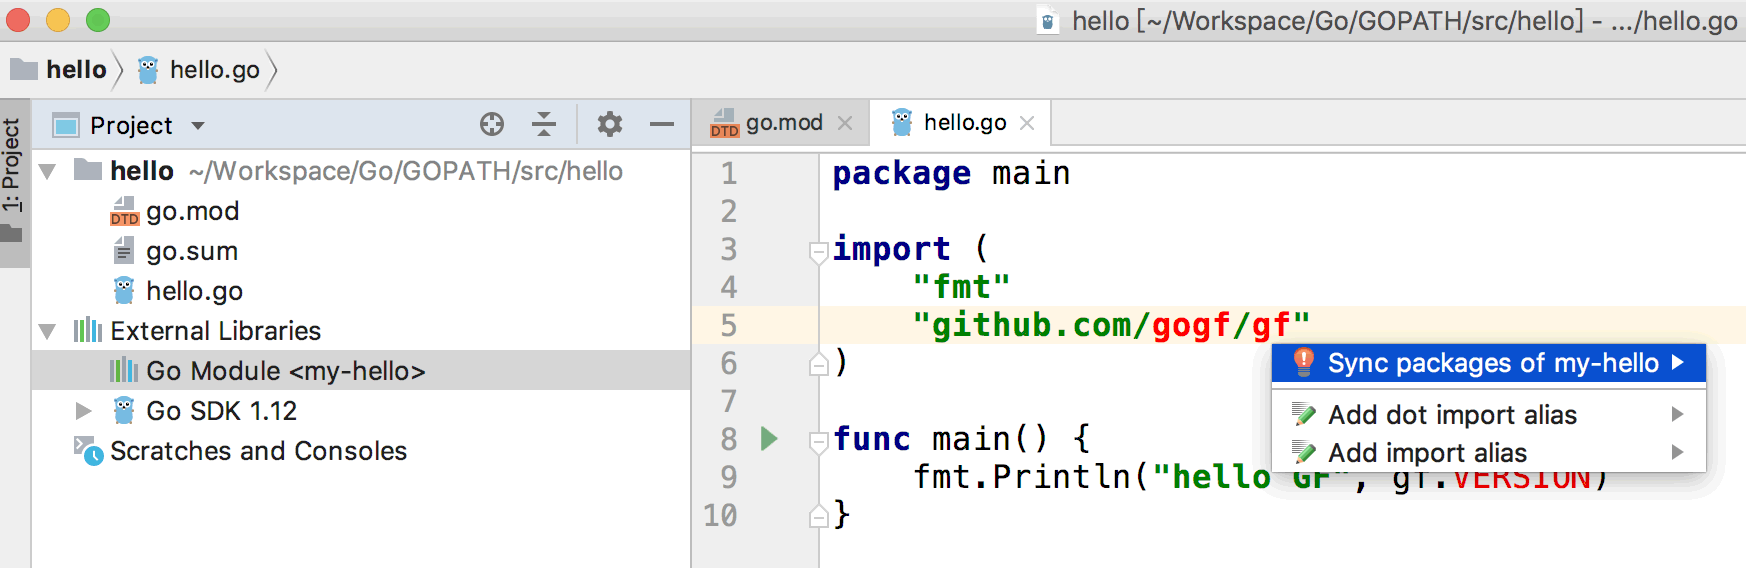 hello [~/Workspace/Go/GOPATH/src/hello] - .../hello.go
hello hello.go
1: Project
Project
hello ~/Workspace/Go/GOPATH/src/hello
DTD go.mod
go.sum
hello.go
External Libraries
Go Module <my-hello>
Go SDK 1.12
Scratches and Consoles
DTD go.mod hello.go
1 package main
2
3 import (
4 "fmt"
5 "github.com/gogf/gf"
6 )
7
8 func main() {
9 fmt.Println("hello GF", gf.VERSION)
10 }
Sync packages of my-hello
Add dot import alias
Add import alias